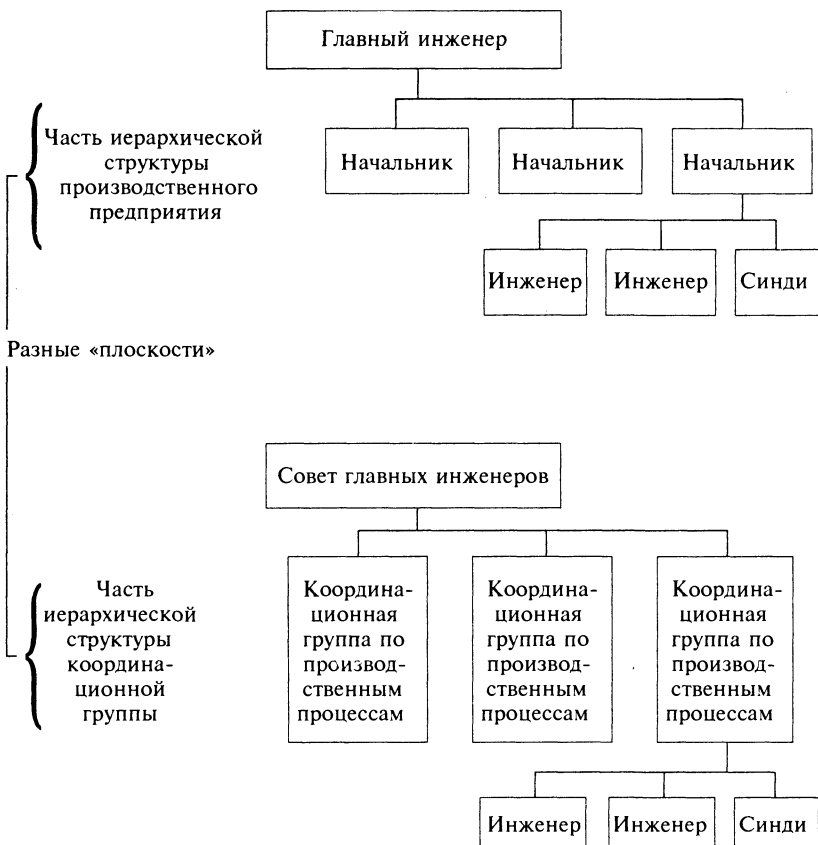 Главный инженер
Часть иерархической
структуры
производственного
предприятия
Начальник
Начальник
Начальник
Инженер
Инженер
Синди
Разные «плоскости»
Совет главных инженеров
Часть
иерархической
структуры
координа-
ционной
группы
Координа-
ционная
группа по
производ-
ственным
процессам
Координа-
ционная
группа по
производ-
ственным
процессам
Координа-
ционная
группа по
производ-
ственным
процессам
Инженер
Инженер
Синди